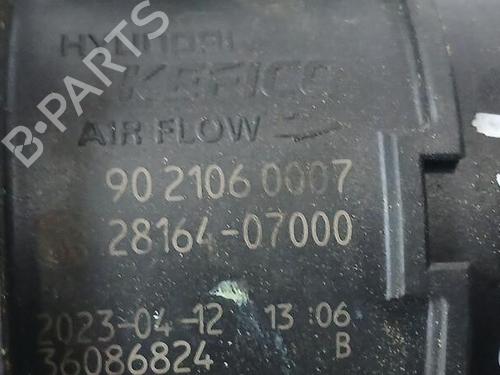 HYUNDAI
KEFICO
AIR FLOW
90 2106 0007
28164-07000
2023-04-12 13:06
36086824 B
B-PARTS